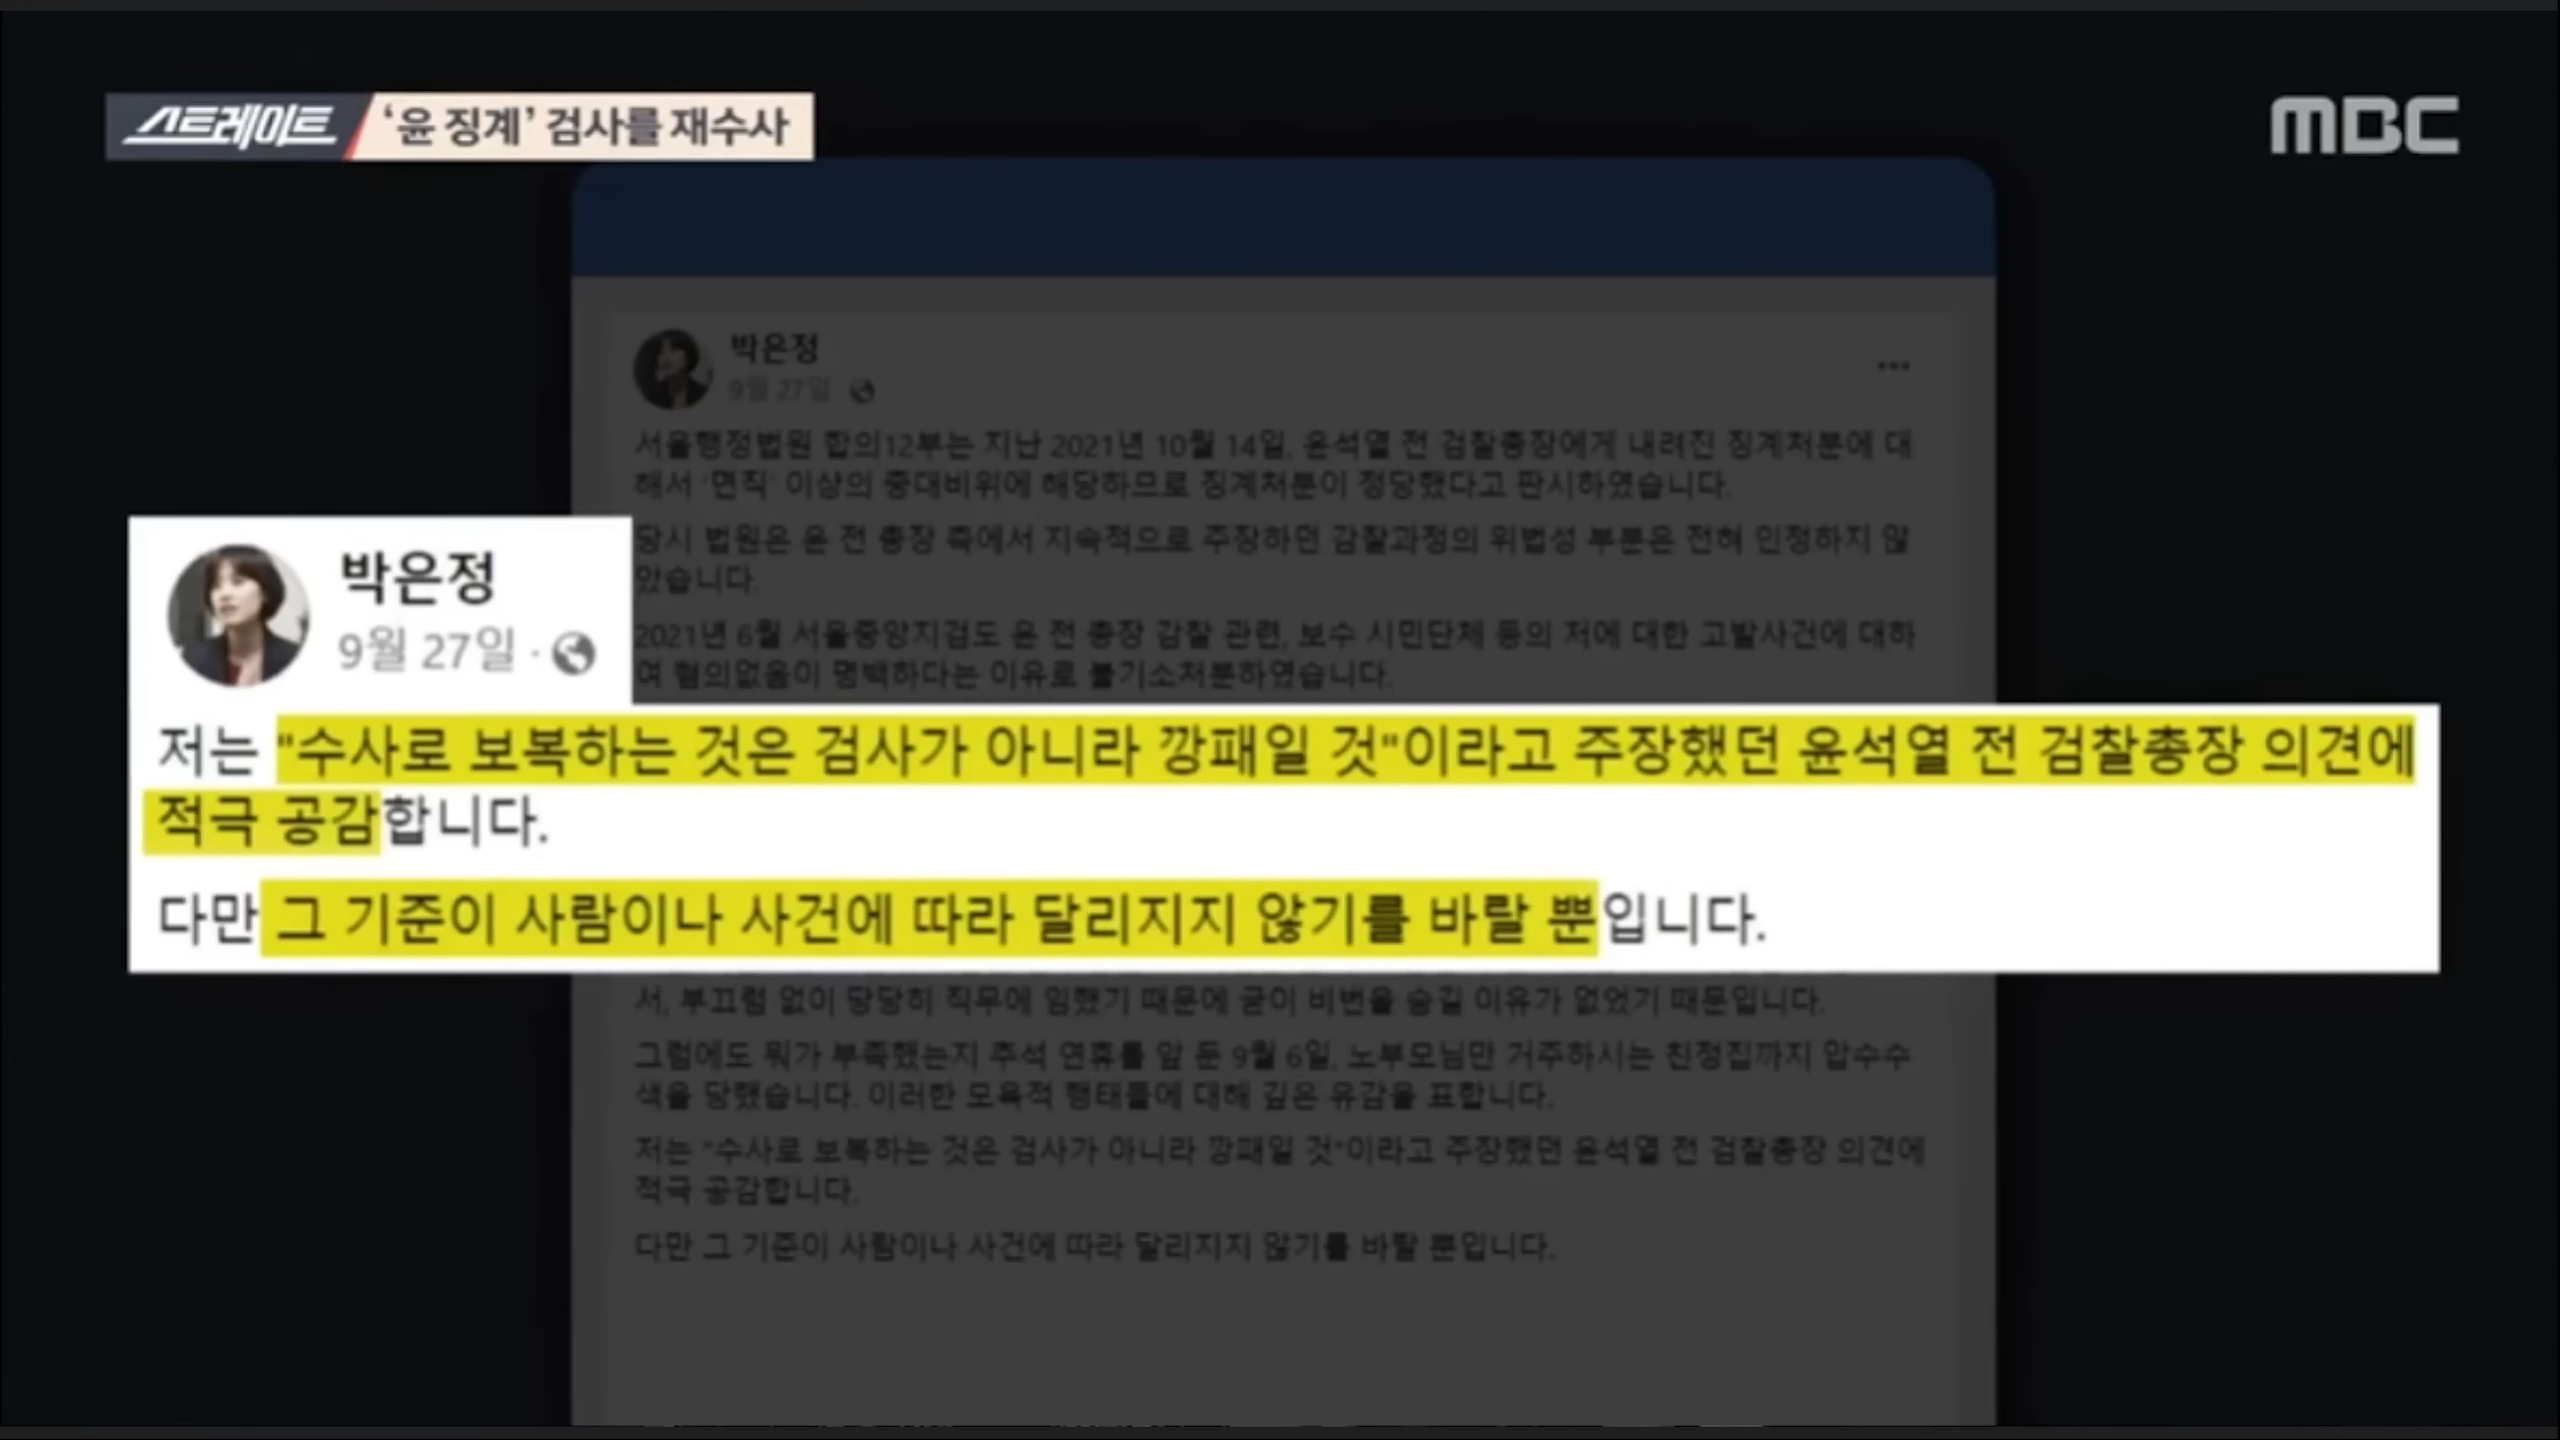 스트레이트 '윤 징계' 검사를 재수사
MBC
박은정
9월 27일
서울행정법원 합의12부는 지난 2021년 10월 14일, 윤석열 전 검찰총장에게 내려진 징계처분에 대
해서 '면직' 이상의 중대비위에 해당하므로 징계처분이 정당했다고 판시하였습니다.
당시 법원은 윤 전 총장 측에서 지속적으로 주장하던 감찰과정의 위법성 부분은 전혀 인정하지 않
았습니다.
2021년 6월 서울중앙지검도 윤 전 총장 감찰 관련, 보수 시민단체 등의 저에 대한 고발사건에 대하
여 혐의없음이 명백하다는 이유로 불기소처분하였습니다.
박은정
9월 27일 ·
저는 "수사로 보복하는 것은 검사가 아니라 깡패일 것"이라고 주장했던 윤석열 전 검찰총장 의견에
적극 공감합니다.
다만 그 기준이 사람이나 사건에 따라 달리지지 않기를 바랄 뿐입니다.
서, 부끄럼 없이 당당히 직무에 임했기 때문에 굳이 비번을 숨길 이유가 없었기 때문입니다.
그럼에도 뭐가 부족했는지 추석 연휴를 앞 둔 9월 6일, 노부모님만 거주하시는 친정집까지 압수수
색을 당했습니다. 이러한 모욕적 행태들에 대해 깊은 유감을 표합니다.
저는 "수사로 보복하는 것은 검사가 아니라 깡패일 것"이라고 주장했던 윤석열 전 검찰총장 의견에
적극 공감합니다.
다만 그 기준이 사람이나 사건에 따라 달리지지 않기를 바랄 뿐입니다.